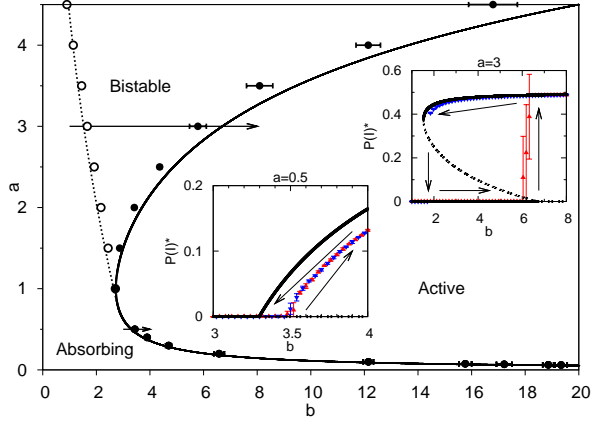 4
3
2
1
0
a
0 2 4 6 8 10 12 14 16 18 20
b
Bistable
Absorbing
Active
a=3
0.6
0.4
0.2
0
P(I)*
2 4 6 8
b
a=0.5
0.2
0.1
0
P(I)*
3 3.5 4
b